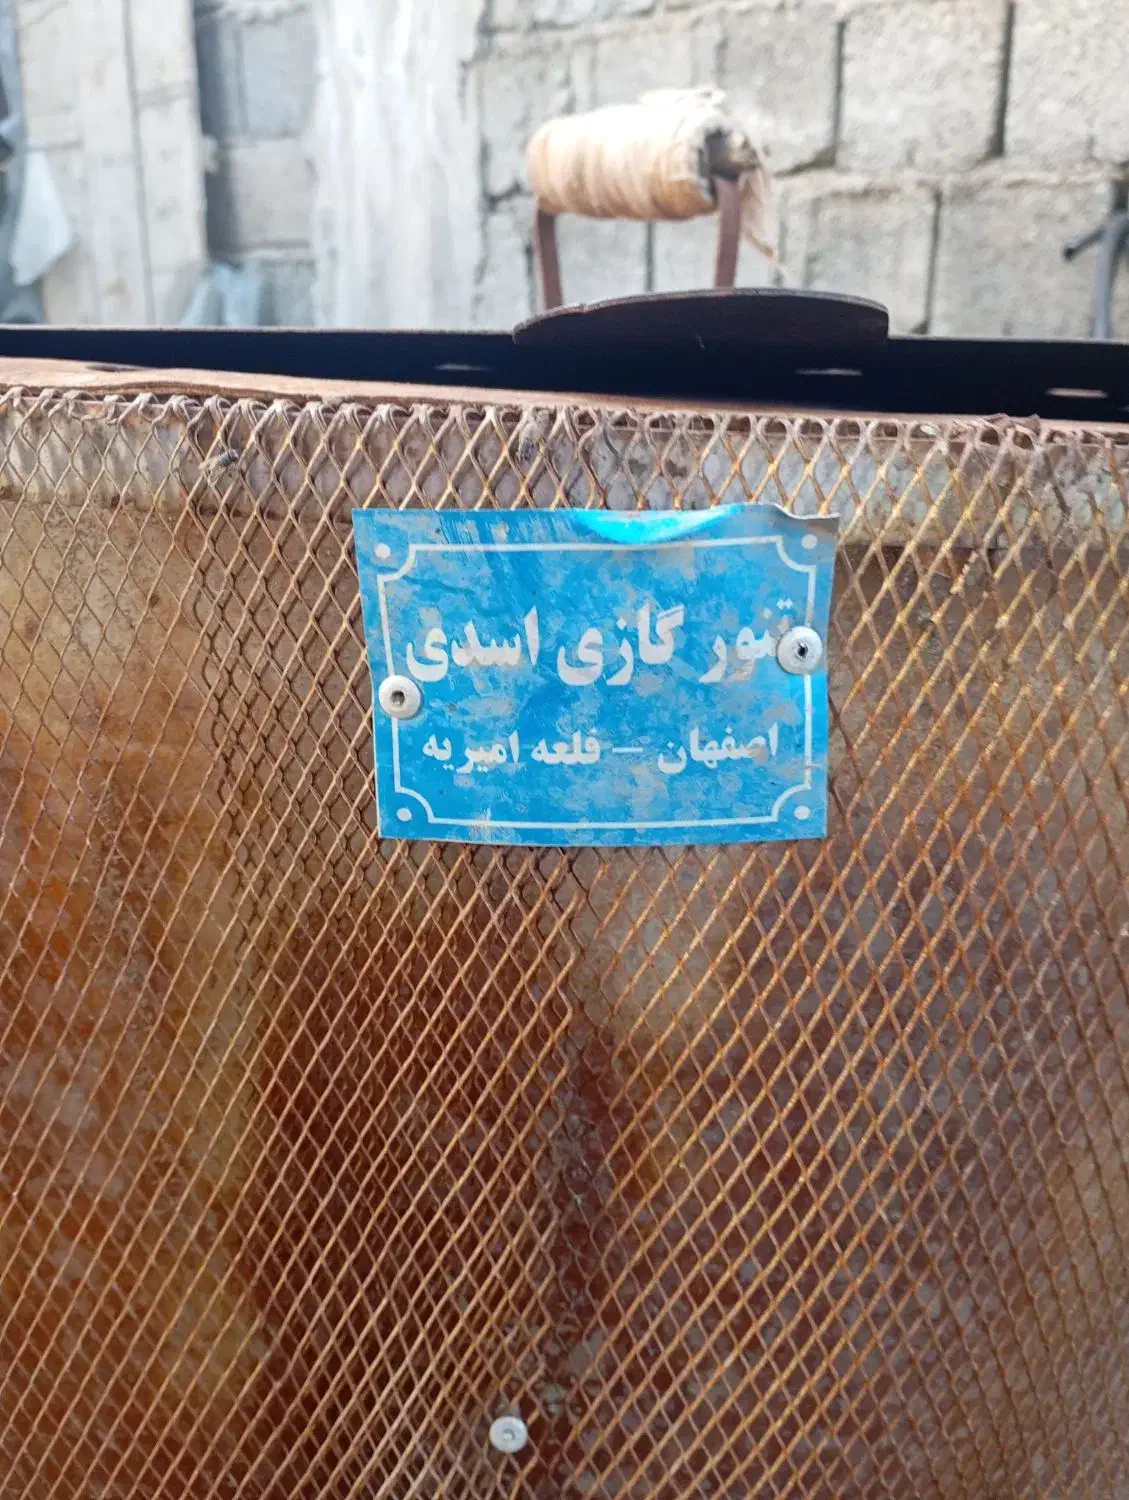 تنور گازی اسدی
اصفهان - قلعه امیریه